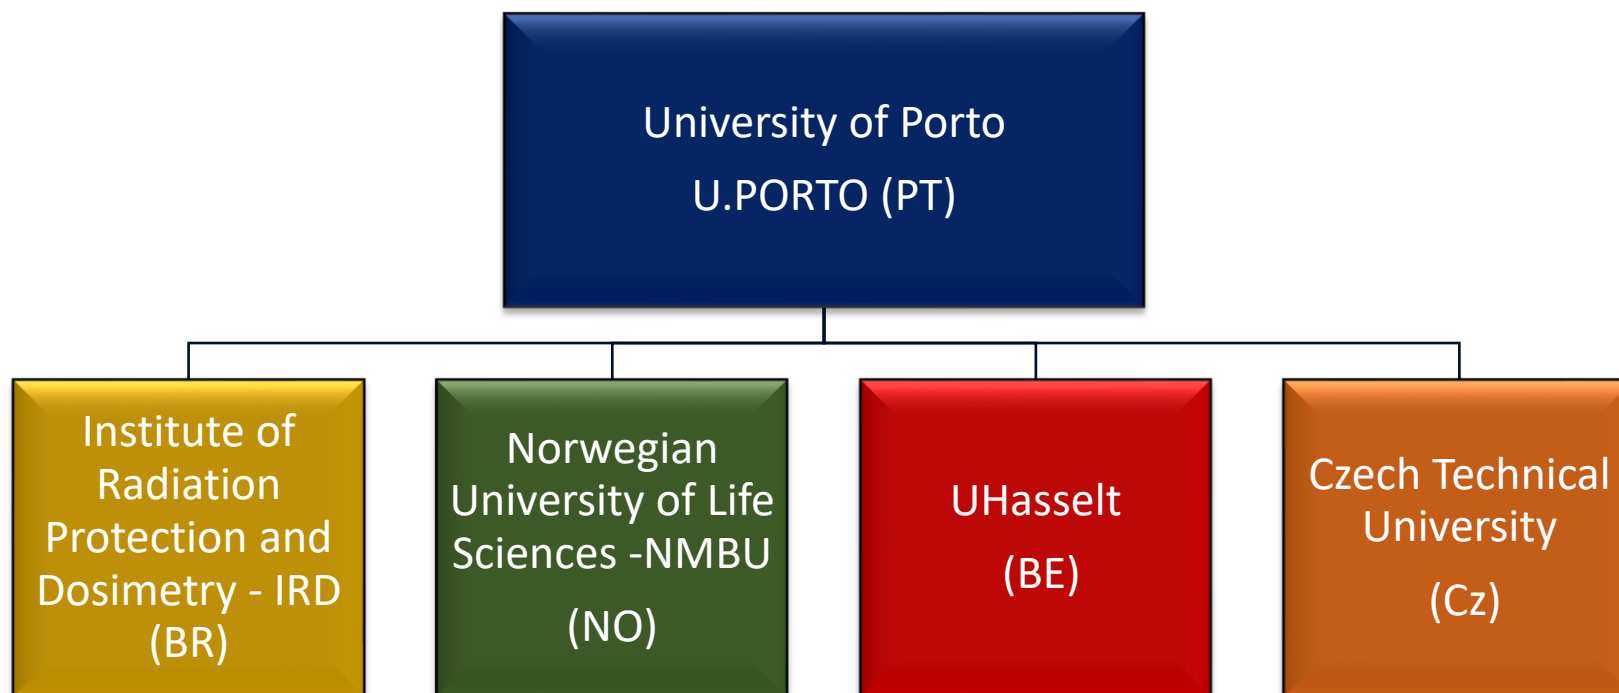 University of Porto
U.PORTO (PT)
Institute of
Radiation
Protection and
Dosimetry - IRD
(BR)
Norwegian
University of Life
Sciences -NMBU
(NO)
UHasselt
(BE)
Czech Technical
University
(Cz)